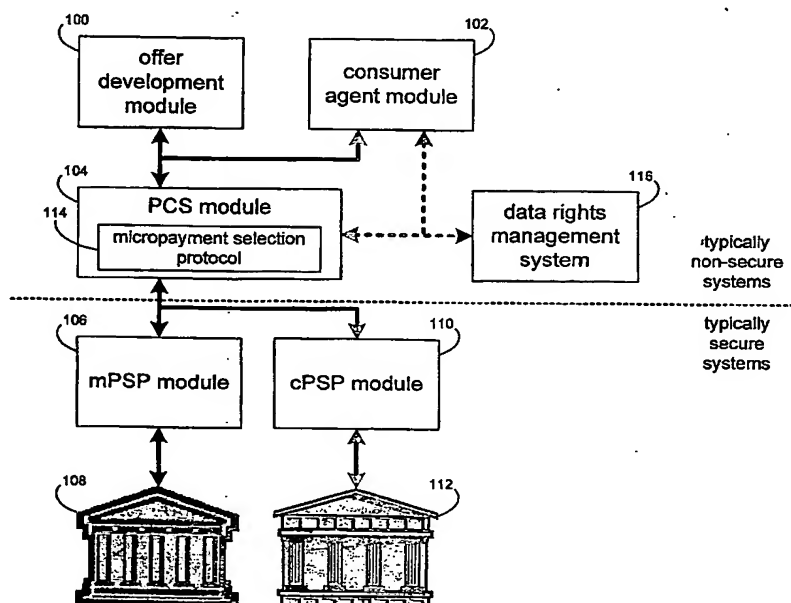 100
offer
development
module
102
consumer
agent module
104
PCS module
114
micropayment selection
protocol
116
data rights
management
system
typically
non-secure
systems
typically
secure
systems
106
mPSP module
110
cPSP module
108
112